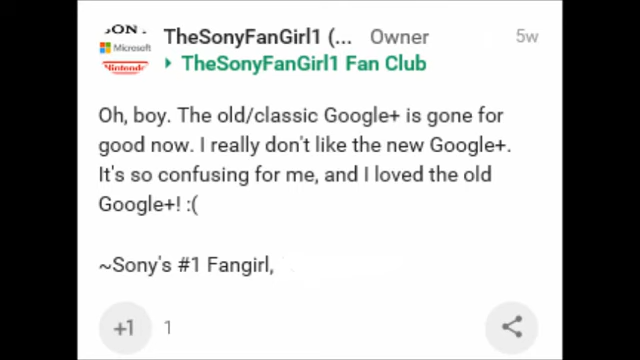 SON
Microsoft
Nintendo
TheSonyFanGirl1 (... Owner 5w
TheSonyFanGirl1 Fan Club
Oh, boy. The old/classic Google+ is gone for
good now. I really don't like the new Google+.
It's so confusing for me, and I loved the old
Google+! :(
~Sony's #1 Fangirl,
+1 1